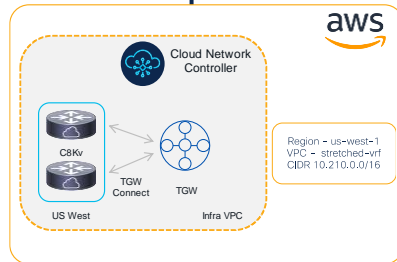 aws
Cloud Network
Controller
C8Kv
TGW
Connect
TGW
US West
Infra VPC
Region - us-west-1
VPC - stretched-vrf
CIDR 10.210.0.0/16